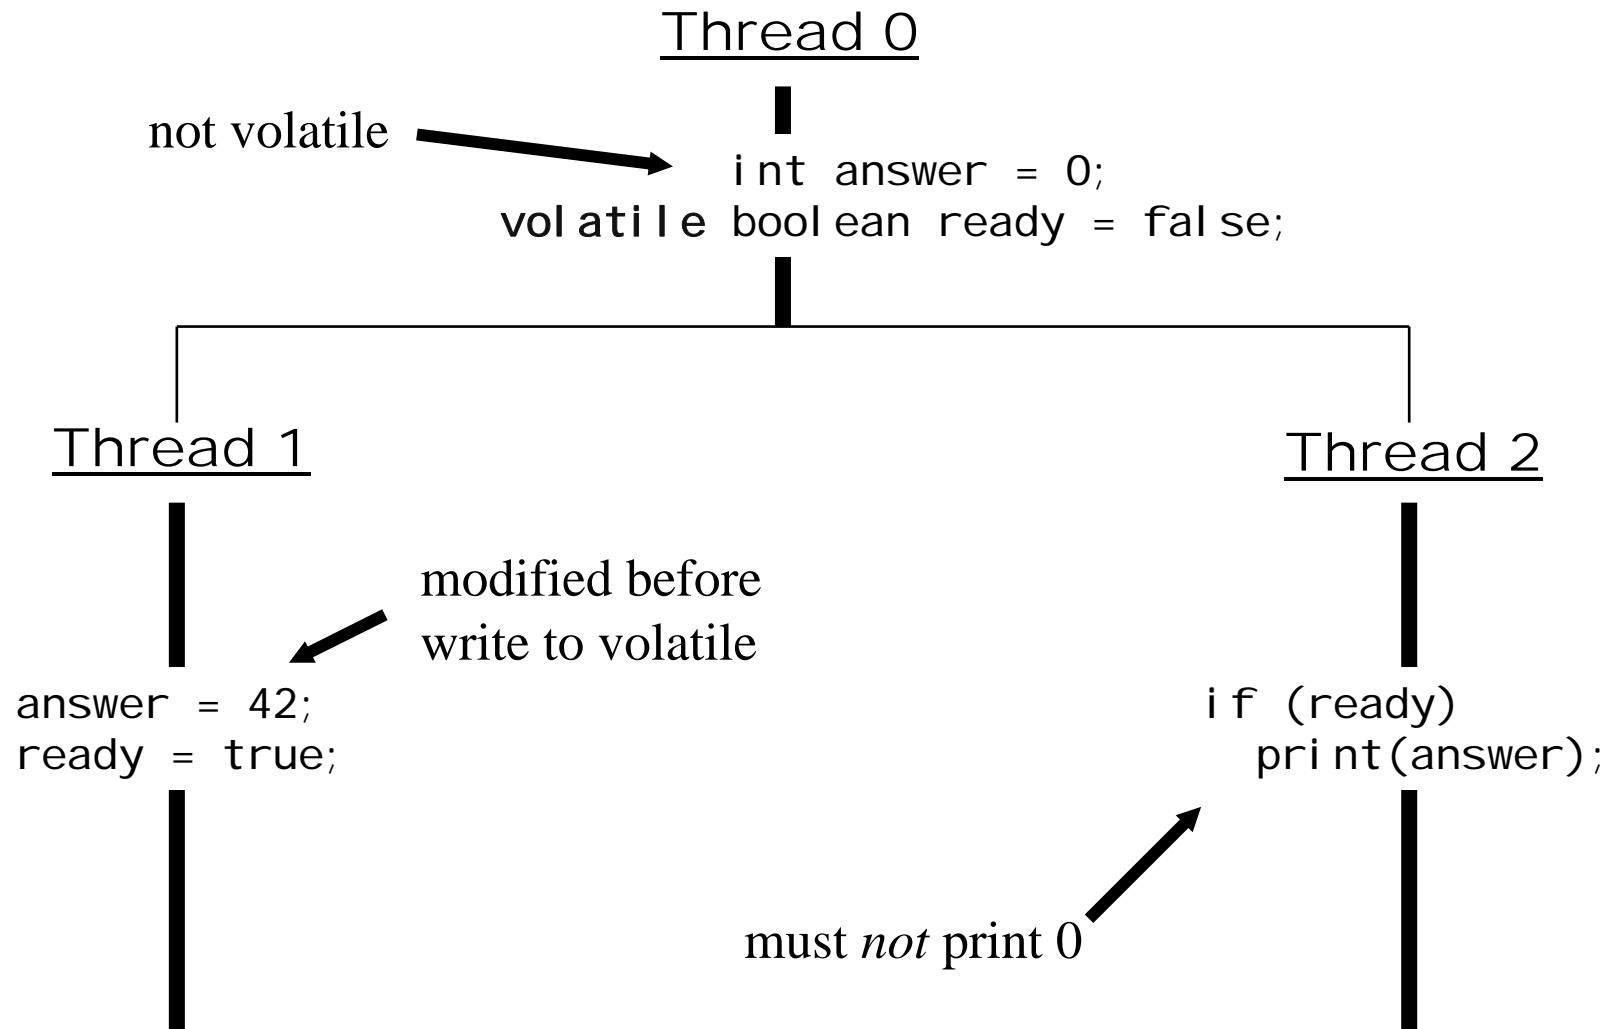 Thread 0
not volatile
int answer = 0;
volatile boolean ready = false;
Thread 1
Thread 2
modified before
write to volatile
answer = 42;
ready = true;
if (ready)
print(answer);
must not print 0